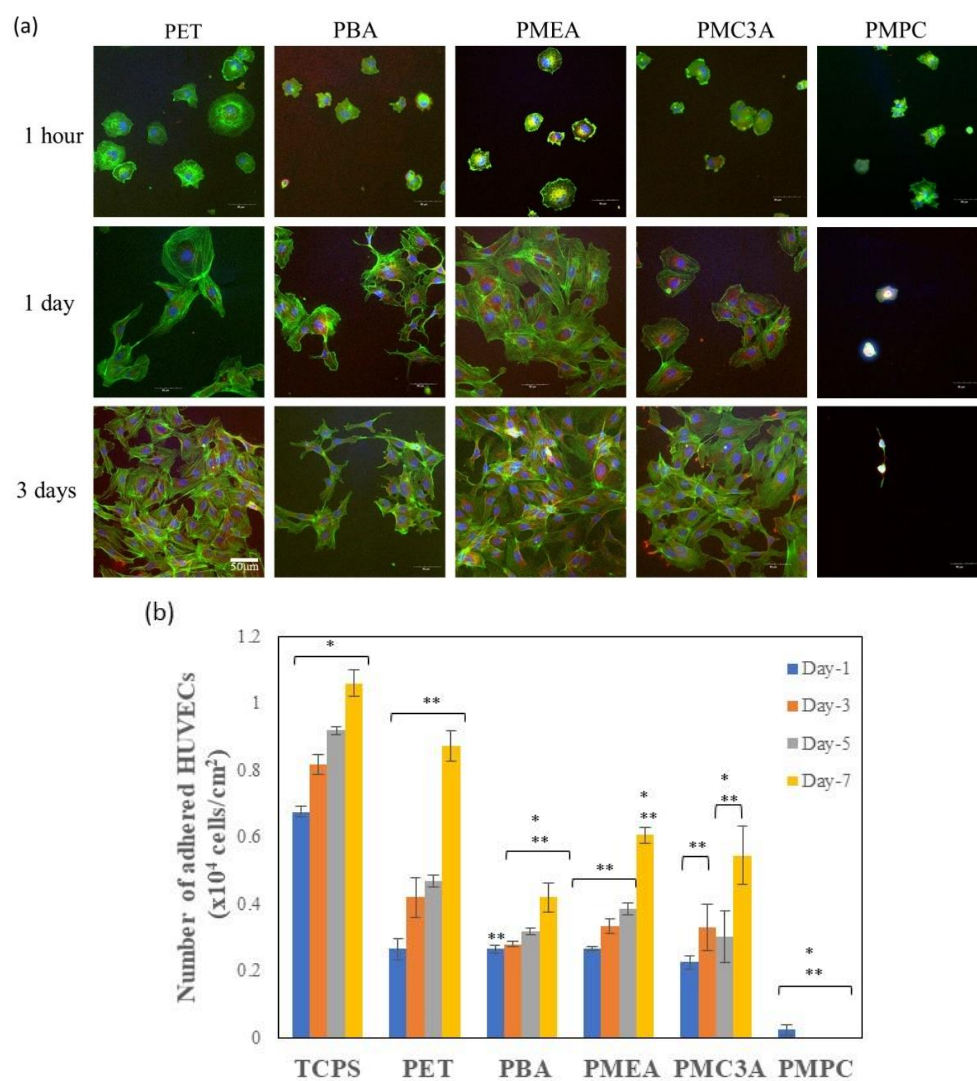 (a)
PET PBA PMEA PMC3A PMPC
1 hour
1 day
3 days
50μm
(b)
Number of adhered HUVECs
(x10⁴ cells/cm²)
1.2
1
0.8
0.6
0.4
0.2
0
*
**
**
*
**
**
*
**
**
*
**
*
**
Day-1
Day-3
Day-5
Day-7
TCPS PET PBA PMEA PMC3A PMPC